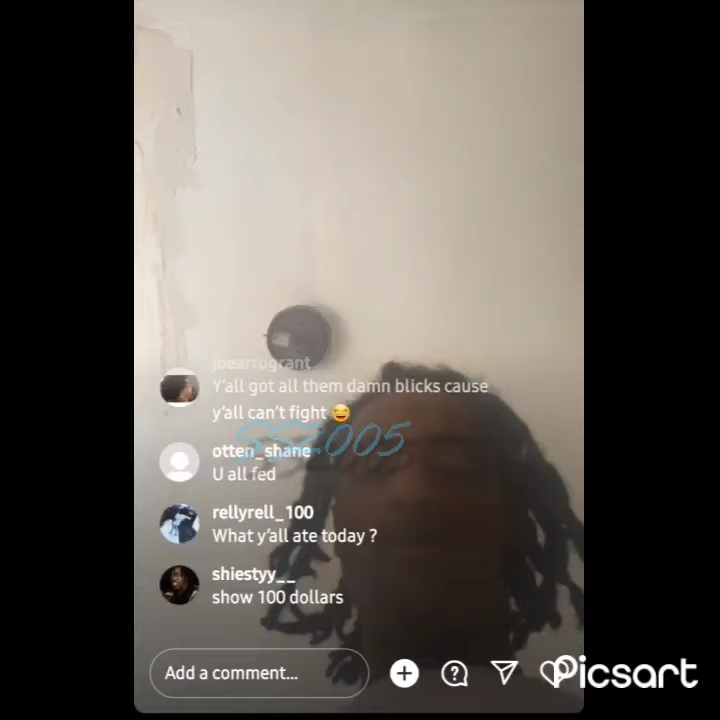 joearrogrant
Y'all got all them damn blicks cause
y'all can't fight 😂
SS2005
otten_shane
U all fed
rellyrell_100
What y'all ate today ?
shiestyy__
show 100 dollars
Add a comment...
Picsart